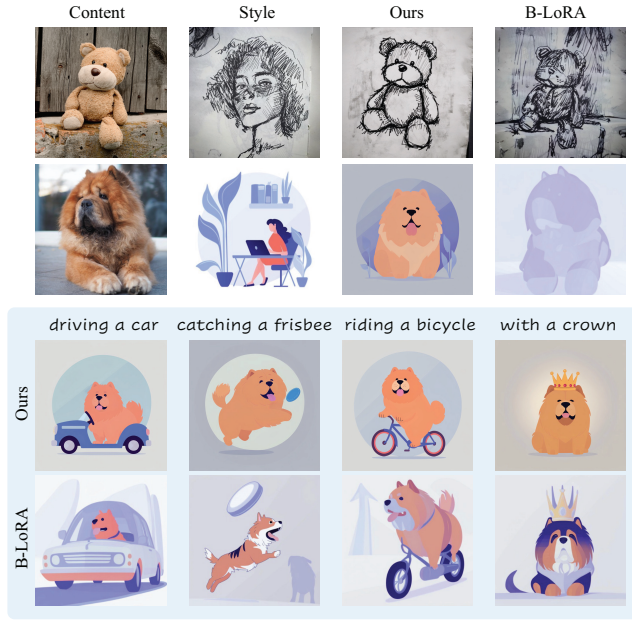 Content Style Ours B-LoRA
driving a car catching a frisbee riding a bicycle with a crown
Ours
B-LoRA